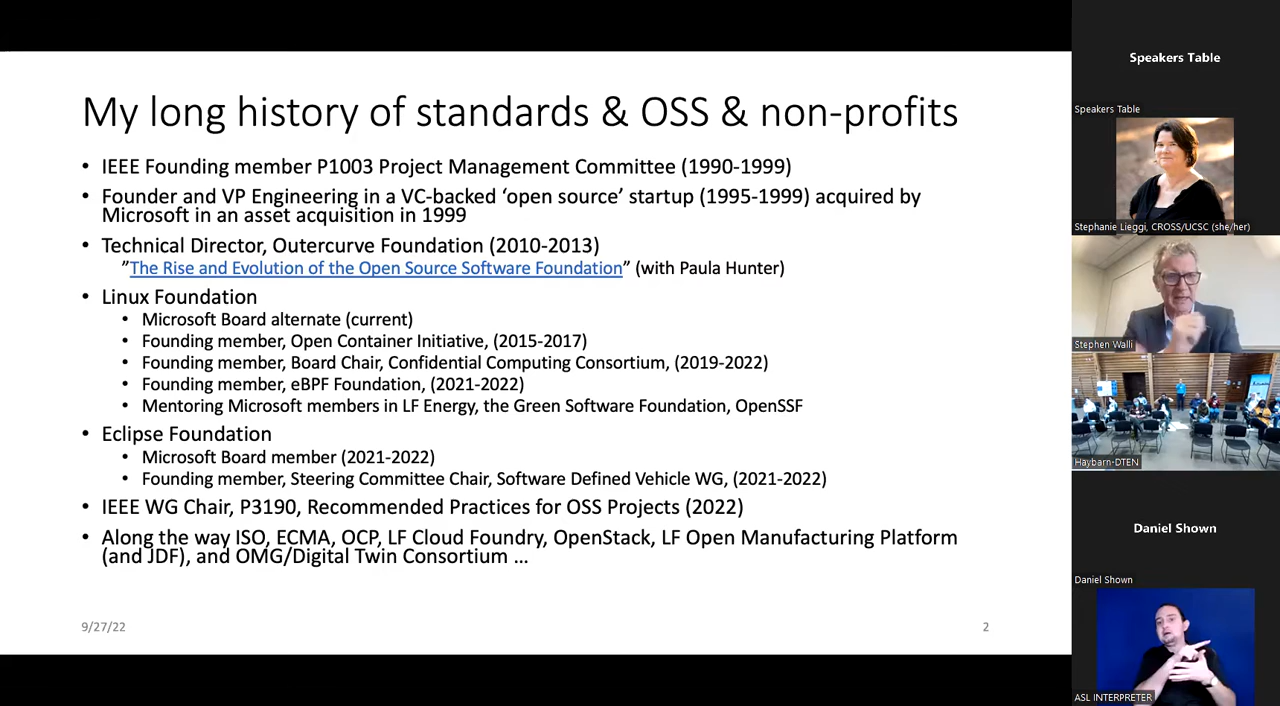 My long history of standards & OSS & non-profits
• IEEE Founding member P1003 Project Management Committee (1990-1999)
• Founder and VP Engineering in a VC-backed ‘open source’ startup (1995-1999) acquired by
Microsoft in an asset acquisition in 1999
• Technical Director, Outercurve Foundation (2010-2013)
”The Rise and Evolution of the Open Source Software Foundation” (with Paula Hunter)
• Linux Foundation
• Microsoft Board alternate (current)
• Founding member, Open Container Initiative, (2015-2017)
• Founding member, Board Chair, Confidential Computing Consortium, (2019-2022)
• Founding member, eBPF Foundation, (2021-2022)
• Mentoring Microsoft members in LF Energy, the Green Software Foundation, OpenSSF
• Eclipse Foundation
• Microsoft Board member (2021-2022)
• Founding member, Steering Committee Chair, Software Defined Vehicle WG, (2021-2022)
• IEEE WG Chair, P3190, Recommended Practices for OSS Projects (2022)
• Along the way ISO, ECMA, OCP, LF Cloud Foundry, OpenStack, LF Open Manufacturing Platform
(and JDF), and OMG/Digital Twin Consortium ...
9/27/22
2
Speakers Table
Speakers Table
Stephanie Lieggi, CROSS/UCSC (she/her)
Stephen Walli
Haybarn-DTEN
Daniel Shown
Daniel Shown
ASL INTERPRETER